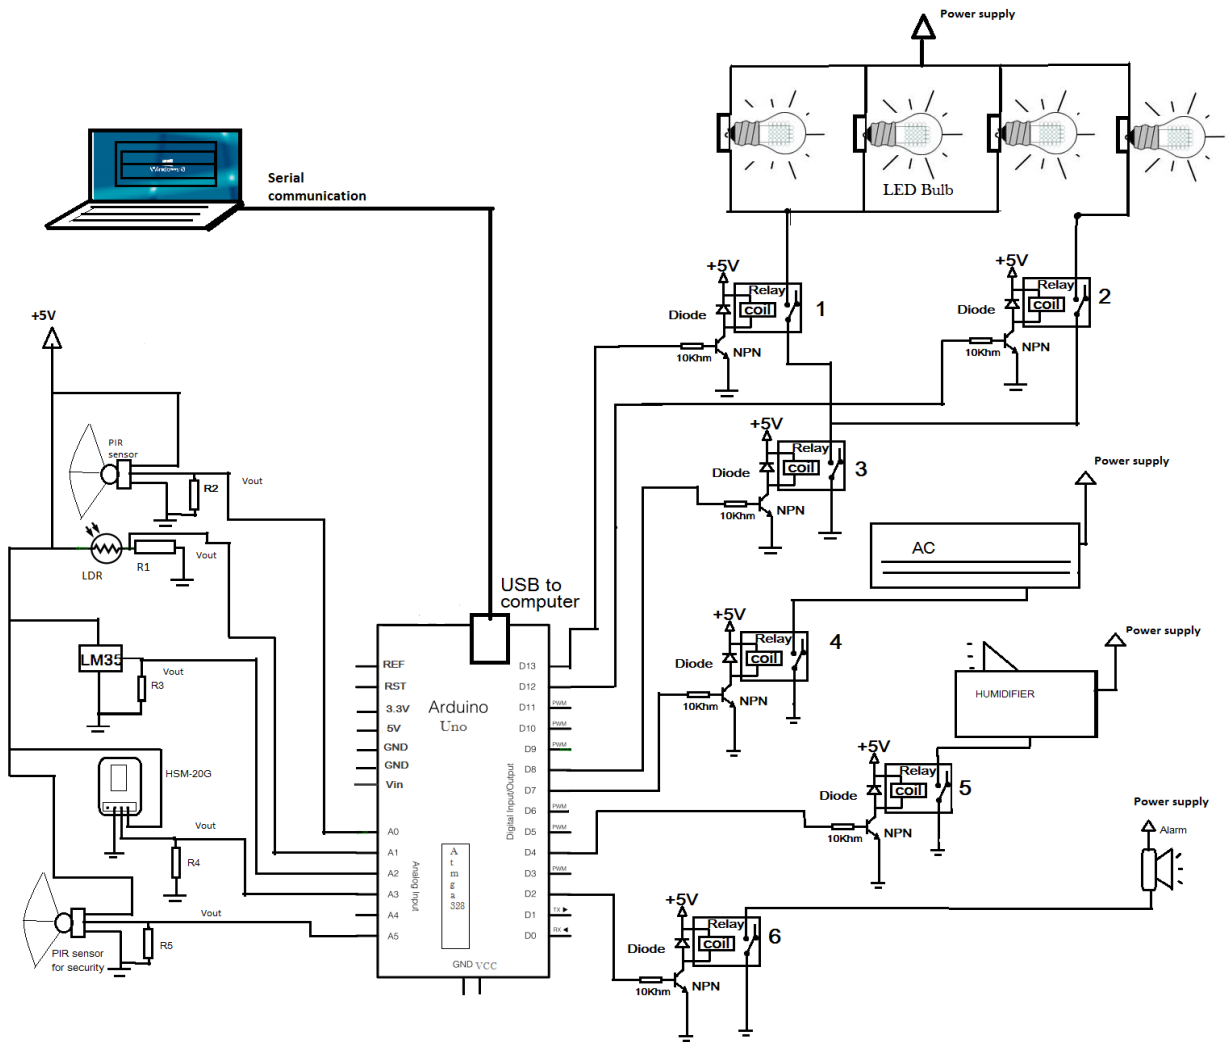 Power supply
Windows 8
Serial
communication
LED Bulb
+5V
Relay
coil
1
Diode
10Khm
NPN
+5V
Relay
coil
2
Diode
10Khm
NPN
+5V
PIR
sensor
R2
Vout
LDR
R1
Vout
+5V
Relay
coil
3
Diode
10Khm
NPN
Power supply
AC
USB to
computer
+5V
Relay
coil
4
Diode
10Khm
NPN
Power supply
HUMIDIFIER
LM35
Vout
R3
HSM-20G
Vout
R4
Vout
R5
PIR sensor
for security
Arduino
Uno
REF
RST
3.3V
5V
GND
GND
Vin
A0
A1
A2
A3
A4
A5
Analog Input
Atmga
328
GND VCC
Digital Input/Output
D13
D12
D11 PWM
D10 PWM
D9 PWM
D8
D7
D6 PWM
D5 PWM
D4
D3 PWM
D2
D1 TX
D0 RX
+5V
Relay
coil
5
Diode
10Khm
NPN
Power supply
Alarm
+5V
Relay
coil
6
Diode
10Khm
NPN